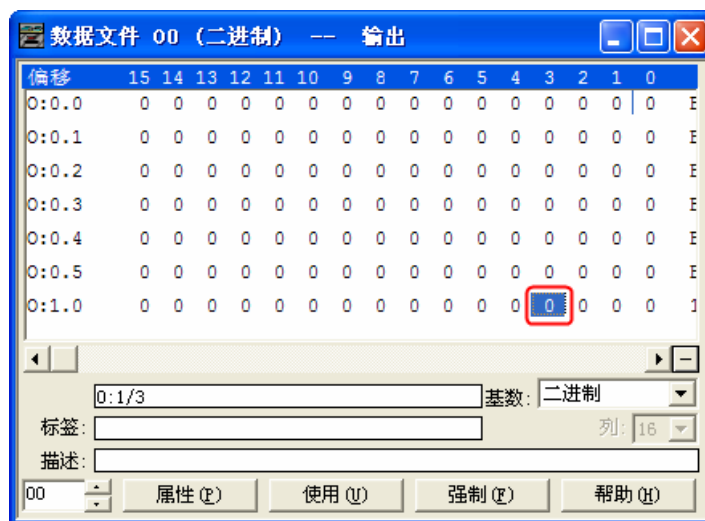 数据文件 OO (二进制) -- 输出
偏移 15 14 13 12 11 10 9 8 7 6 5 4 3 2 1 0
O:0.0 0 0 0 0 0 0 0 0 0 0 0 0 0 0 0 0
O:0.1 0 0 0 0 0 0 0 0 0 0 0 0 0 0 0 0
O:0.2 0 0 0 0 0 0 0 0 0 0 0 0 0 0 0 0
O:0.3 0 0 0 0 0 0 0 0 0 0 0 0 0 0 0 0
O:0.4 0 0 0 0 0 0 0 0 0 0 0 0 0 0 0 0
O:0.5 0 0 0 0 0 0 0 0 0 0 0 0 0 0 0 0
O:1.0 0 0 0 0 0 0 0 0 0 0 0 0 0 0 0 0
O:1/3 基数: 二进制
标签: 列: 16
描述:
OO 属性(P) 使用(U) 强制(F) 帮助(H)